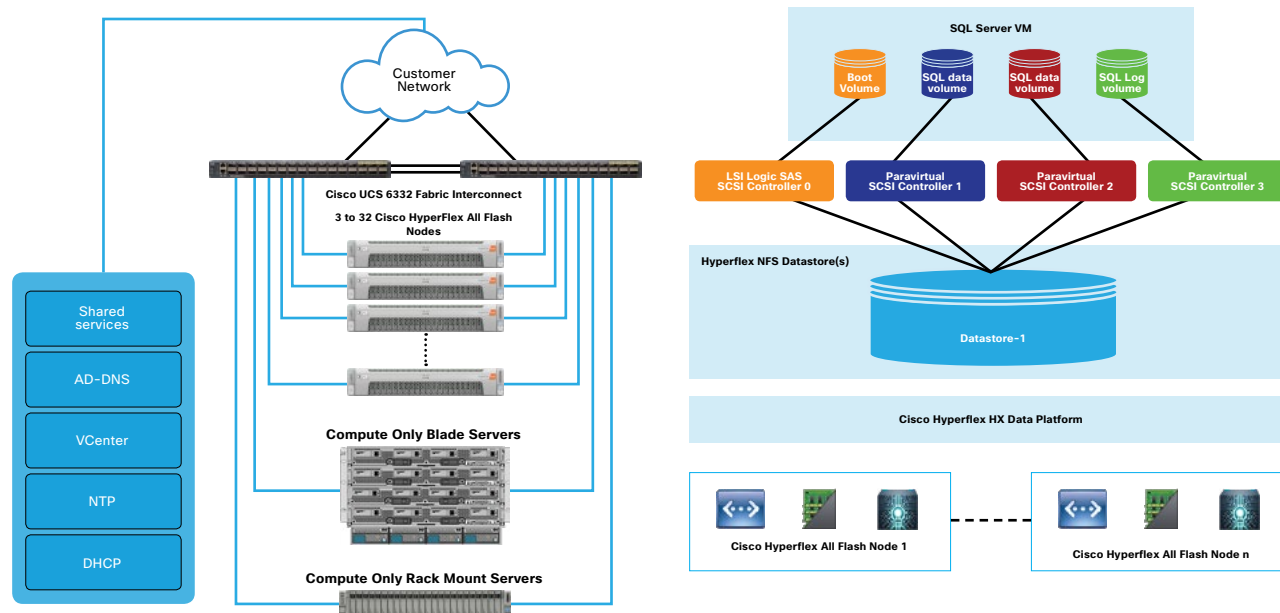 Customer
Network
Cisco UCS 6332 Fabric Interconnect
3 to 32 Cisco HyperFlex All Flash
Nodes
Shared
services
AD-DNS
VCenter
NTP
DHCP
Compute Only Blade Servers
Compute Only Rack Mount Servers
SQL Server VM
Boot
Volume
SQL data
volume
SQL data
volume
SQL Log
volume
LSI Logic SAS
SCSI Controller 0
Paravirtual
SCSI Controller 1
Paravirtual
SCSI Controller 2
Paravirtual
SCSI Controller 3
Hyperflex NFS Datastore(s)
Datastore-1
Cisco Hyperflex HX Data Platform
Cisco Hyperflex All Flash Node 1
Cisco Hyperflex All Flash Node n